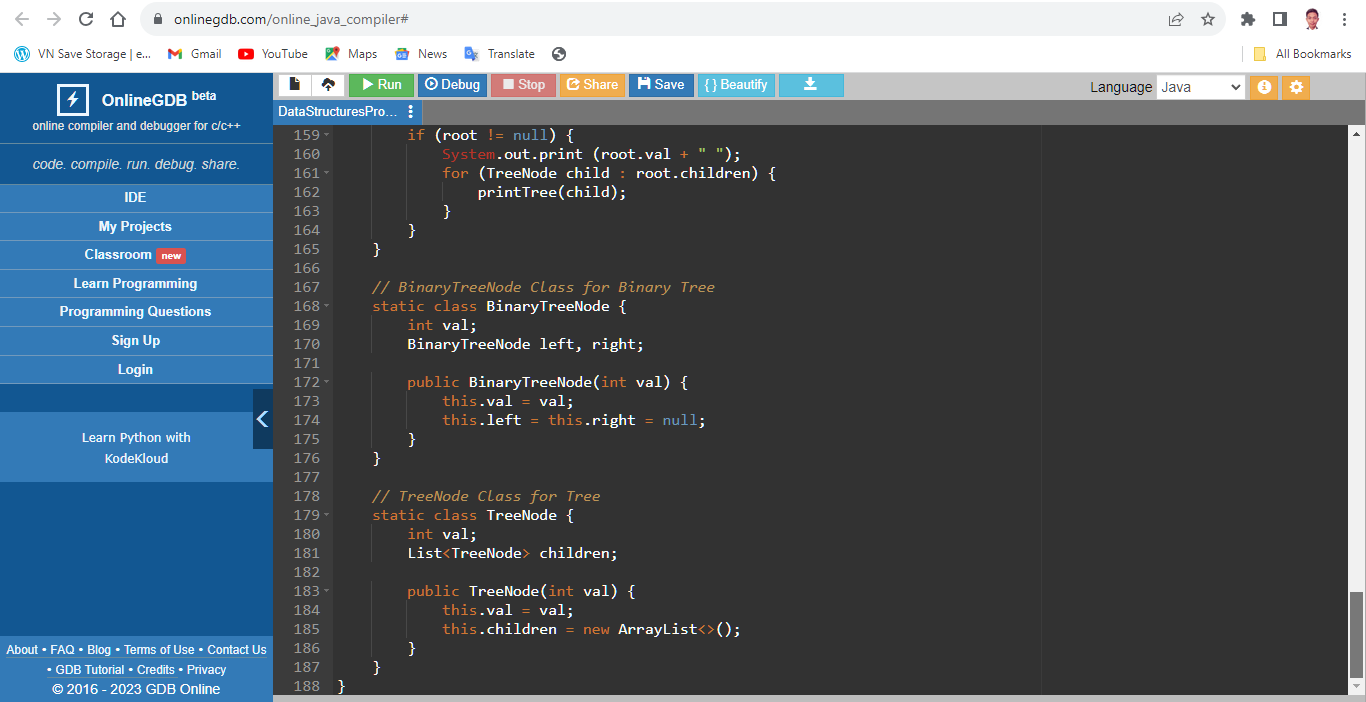 onlinegdb.com/online_java_compiler#
VN Save Storage | e... Gmail YouTube Maps News Translate All Bookmarks
OnlineGDB beta
online compiler and debugger for c/c++
code. compile. run. debug. share.
IDE
My Projects
Classroom new
Learn Programming
Programming Questions
Sign Up
Login
Learn Python with
KodeKloud
About • FAQ • Blog • Terms of Use • Contact Us
• GDB Tutorial • Credits • Privacy
© 2016 - 2023 GDB Online
Run Debug Stop Share Save { } Beautify Language Java
DataStructuresPro...
159 if (root != null) {
160 System.out.print (root.val + " ");
161 for (TreeNode child : root.children) {
162 printTree(child);
163 }
164 }
165 }
166
167 // BinaryTreeNode Class for Binary Tree
168 static class BinaryTreeNode {
169 int val;
170 BinaryTreeNode left, right;
171
172 public BinaryTreeNode(int val) {
173 this.val = val;
174 this.left = this.right = null;
175 }
176 }
177
178 // TreeNode Class for Tree
179 static class TreeNode {
180 int val;
181 List<TreeNode> children;
182
183 public TreeNode(int val) {
184 this.val = val;
185 this.children = new ArrayList<>();
186 }
187 }
188 }